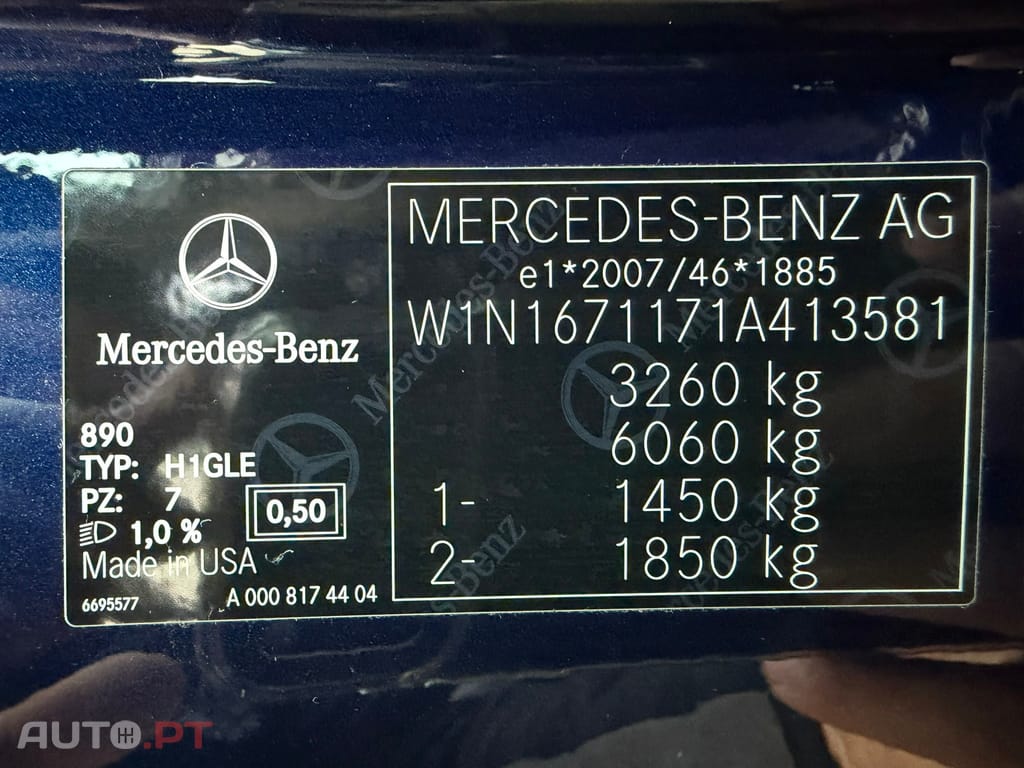 Mercedes-Benz
890
TYP: H1GLE
PZ: 7
0,50
1,0 %
Made in USA
6695577
A 000 817 44 04
MERCEDES-BENZ AG
e1*2007/46*1885
W1N1671171A413581
3260 kg
6060 kg
1- 1450 kg
2- 1850 kg
Mercedes-Benz
AUTO.PT